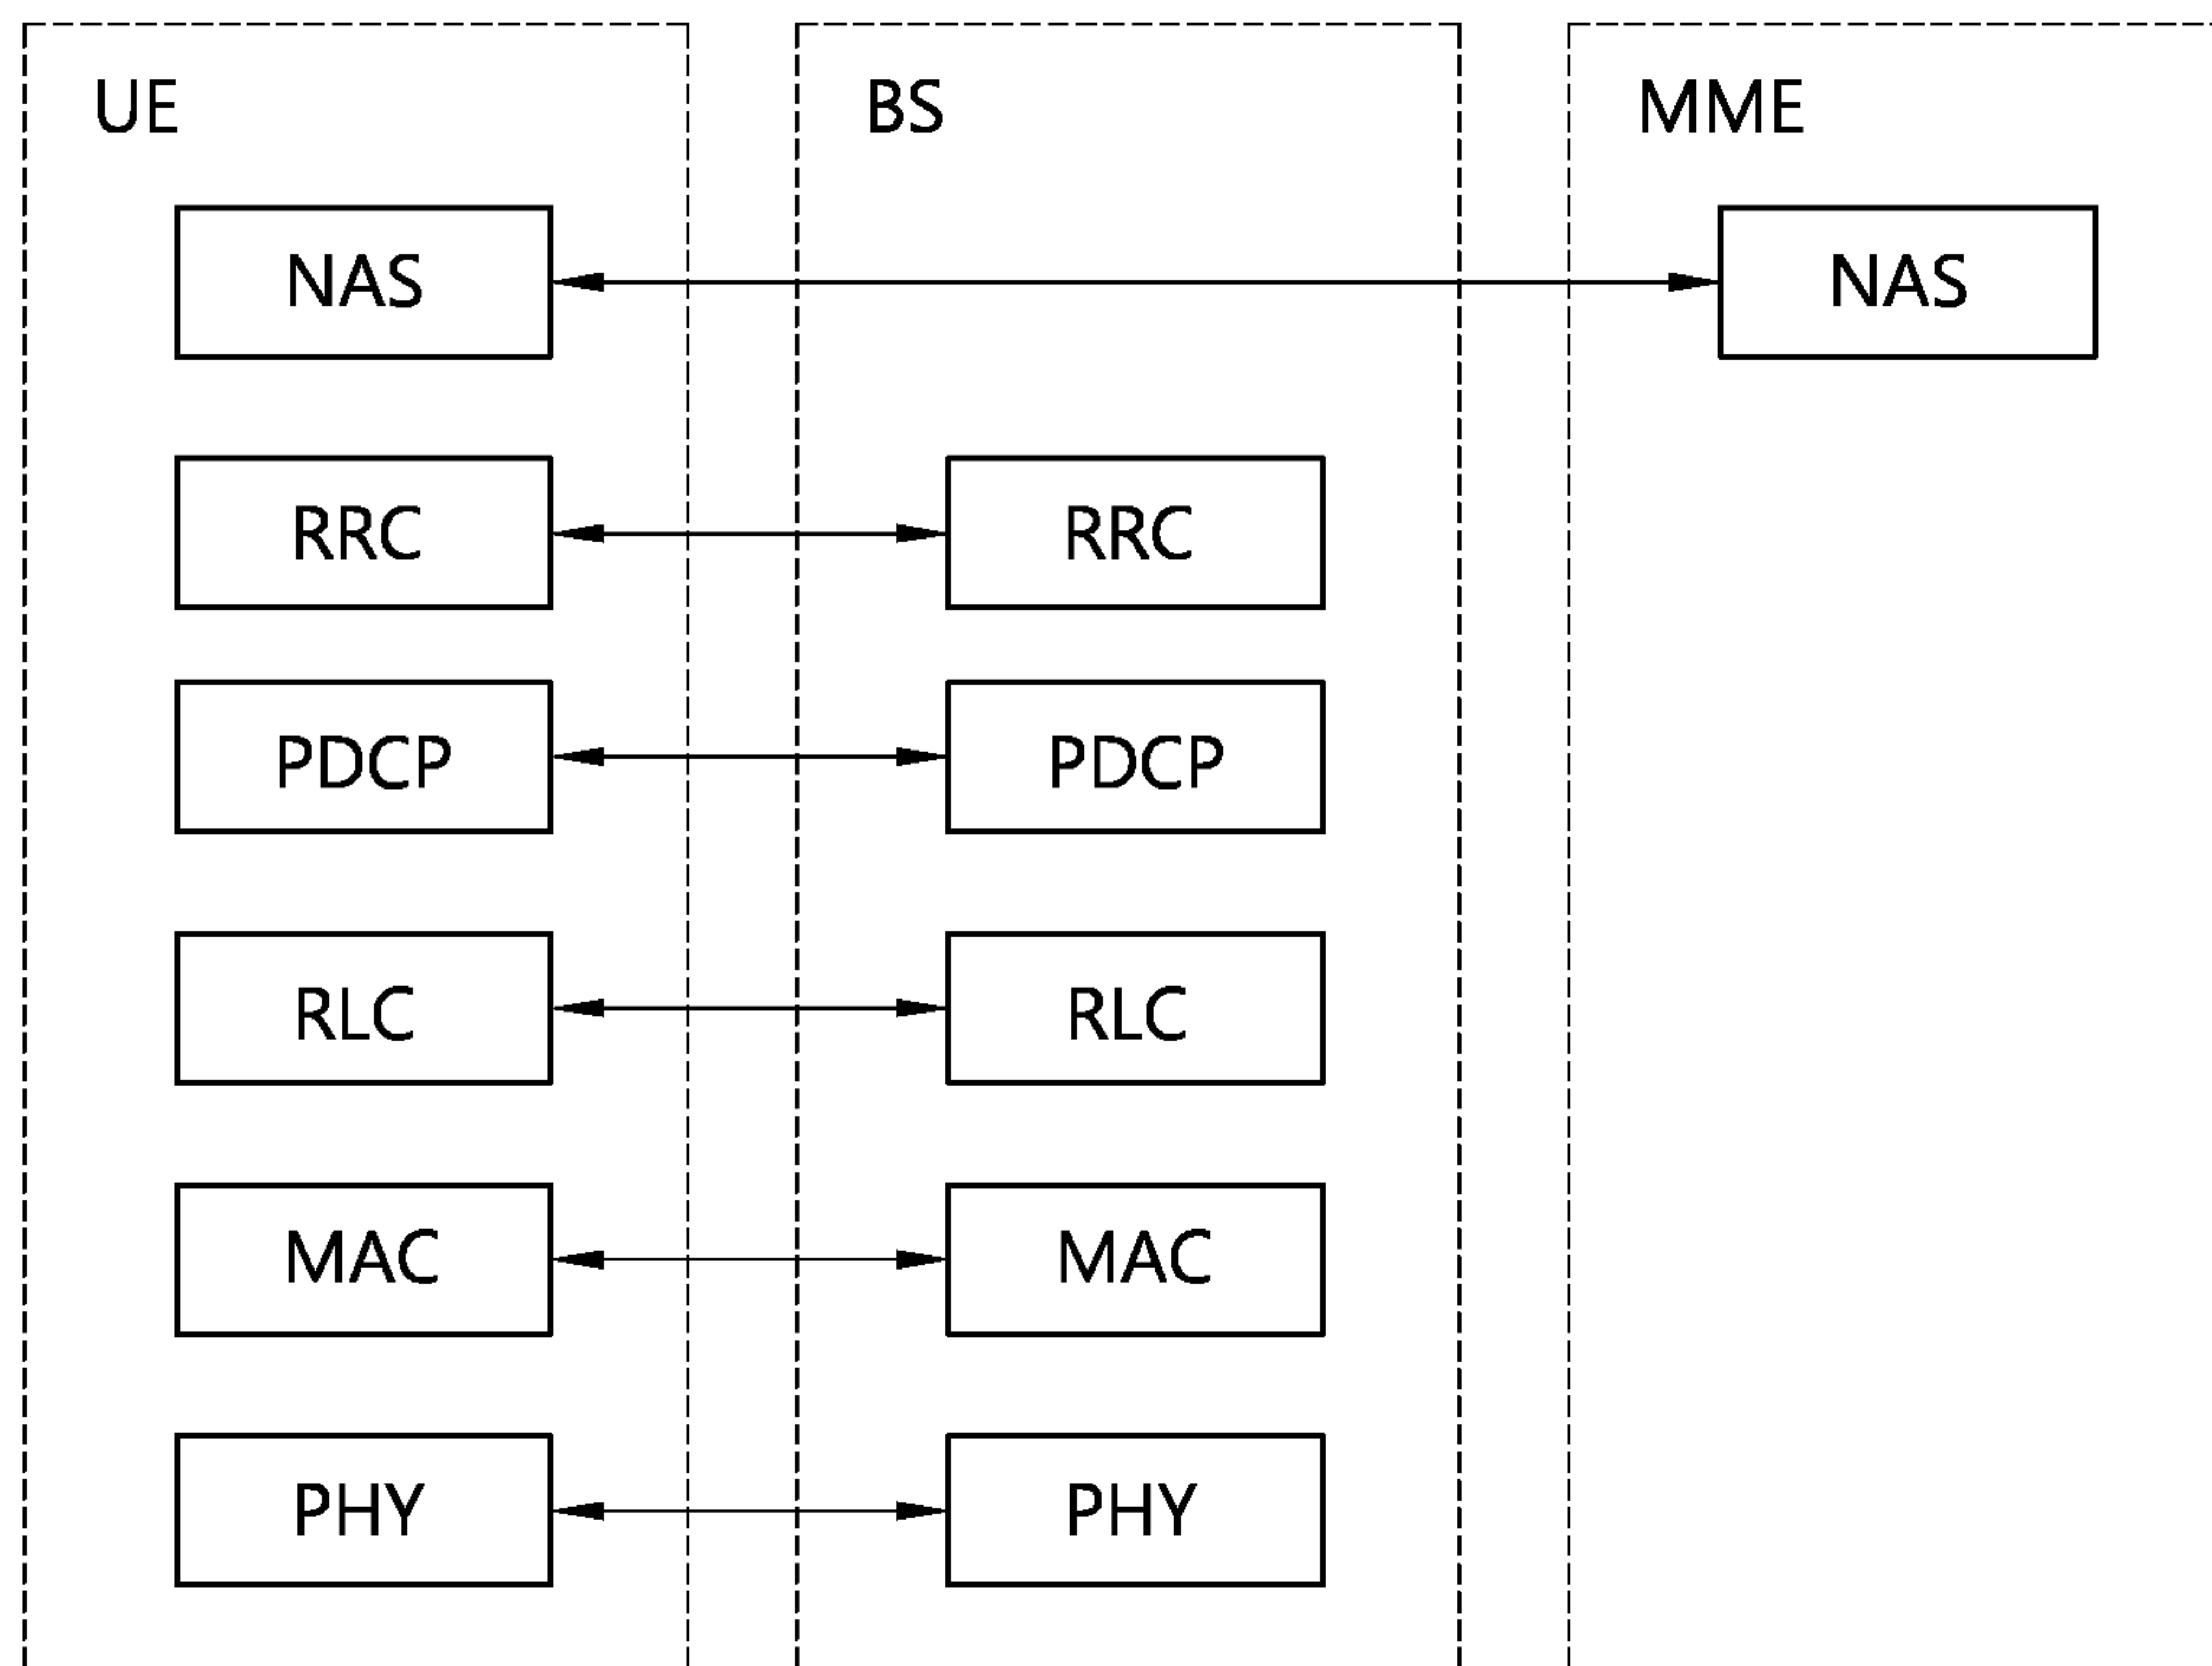 UE BS MME
NAS NAS
RRC RRC
PDCP PDCP
RLC RLC
MAC MAC
PHY PHY